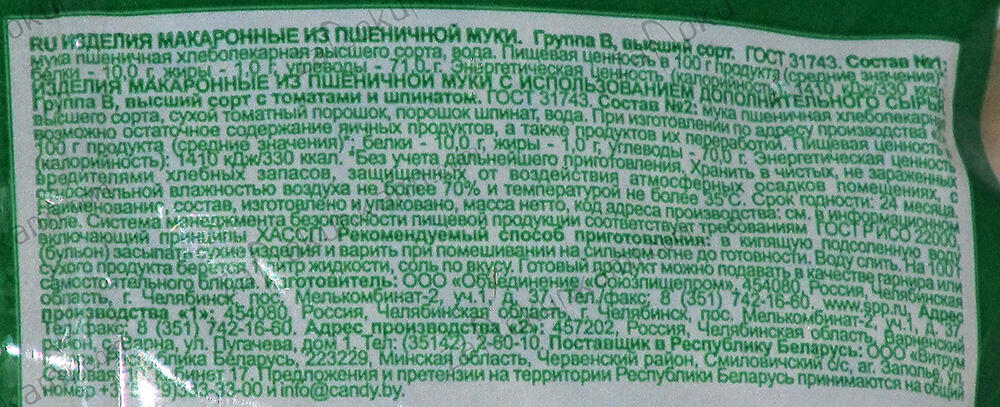 RU ИЗДЕЛИЯ МАКАРОННЫЕ ИЗ ПШЕНИЧНОЙ МУКИ. Группа В, высший сорт. ГОСТ 31743. Состав №1:
мука пшеничная хлебопекарная высшего сорта, вода. Пищевая ценность в 100 г продукта (средние значения):
белки - 10,0 г, жиры - 1,0 г, углеводы - 71,0 г. Энергетическая ценность (калорийность): 1410 кДж/330 ккал.
ИЗДЕЛИЯ МАКАРОННЫЕ ИЗ ПШЕНИЧНОЙ МУКИ С ИСПОЛЬЗОВАНИЕМ ДОПОЛНИТЕЛЬНОГО СЫРЬЯ.
Группа В, высший сорт с томатами и шпинатом. ГОСТ 31743. Состав №2: мука пшеничная хлебопекарная
высшего сорта, сухой томатный порошок, порошок шпинат, вода. При изготовлении по адресу производства
возможно остаточное содержание яичных продуктов, а также продуктов их переработки. Пищевая ценность в
100 г продукта (средние значения)*: белки - 10,0 г, жиры - 1,0 г, углеводы - 70,0 г. Энергетическая ценность
(калорийность): 1410 кДж/330 ккал. *Без учета дальнейшего приготовления. Хранить в чистых, не зараженных
вредителями хлебных запасов, защищенных от воздействия атмосферных осадков помещениях, с
относительной влажностью воздуха не более 70% и температурой не более 35°С. Срок годности: 24 месяца.
Наименование, состав, изготовлено и упаковано, масса нетто, код адреса производства: см. в информационном
поле. Система менеджмента безопасности пищевой продукции соответствует требованиям ГОСТ Р ИСО 22000,
включающий принципы ХАССП. Рекомендуемый способ приготовления: в кипящую подсоленую воду
(бульон) засыпать изделия и варить при помешивании на сильном огне до готовности. Воду слить. На 100 г
сухого продукта берется литр жидкости, соль по вкусу. Готовый продукт можно подавать в качестве гарнира или
самостоятельного блюда. Изготовитель: ООО «Объединение «Союзпищепром», 454080, Россия, Челябинская
область, г. Челябинск, пос. Мелькомбинат-2, уч.1, д. 37. Тел./факс: 8 (351) 742-16-60. www.spp.ru. Адрес
производства «1»: 454080, Россия, Челябинская область, г. Челябинск, пос. Мелькомбинат-2, уч. 1, д. 37.
Тел/факс: 8 (351) 742-16-60. Адрес производства «2»: 457202, Россия, Челябинская область, Варненский
район, с. Варна, ул. Пугачева, дом 1. Тел: (35142) 2-60-10. Поставщик в Республику Беларусь: ООО «Витрум
Республика Беларусь, 223229, Минская область, Червенский район, Смиловичский с/с, аг. Заполье, ул.
кабинет 17. Предложения и претензии на территории Республики Беларусь принимаются на общий
номер 33-00 и info@candy.by.